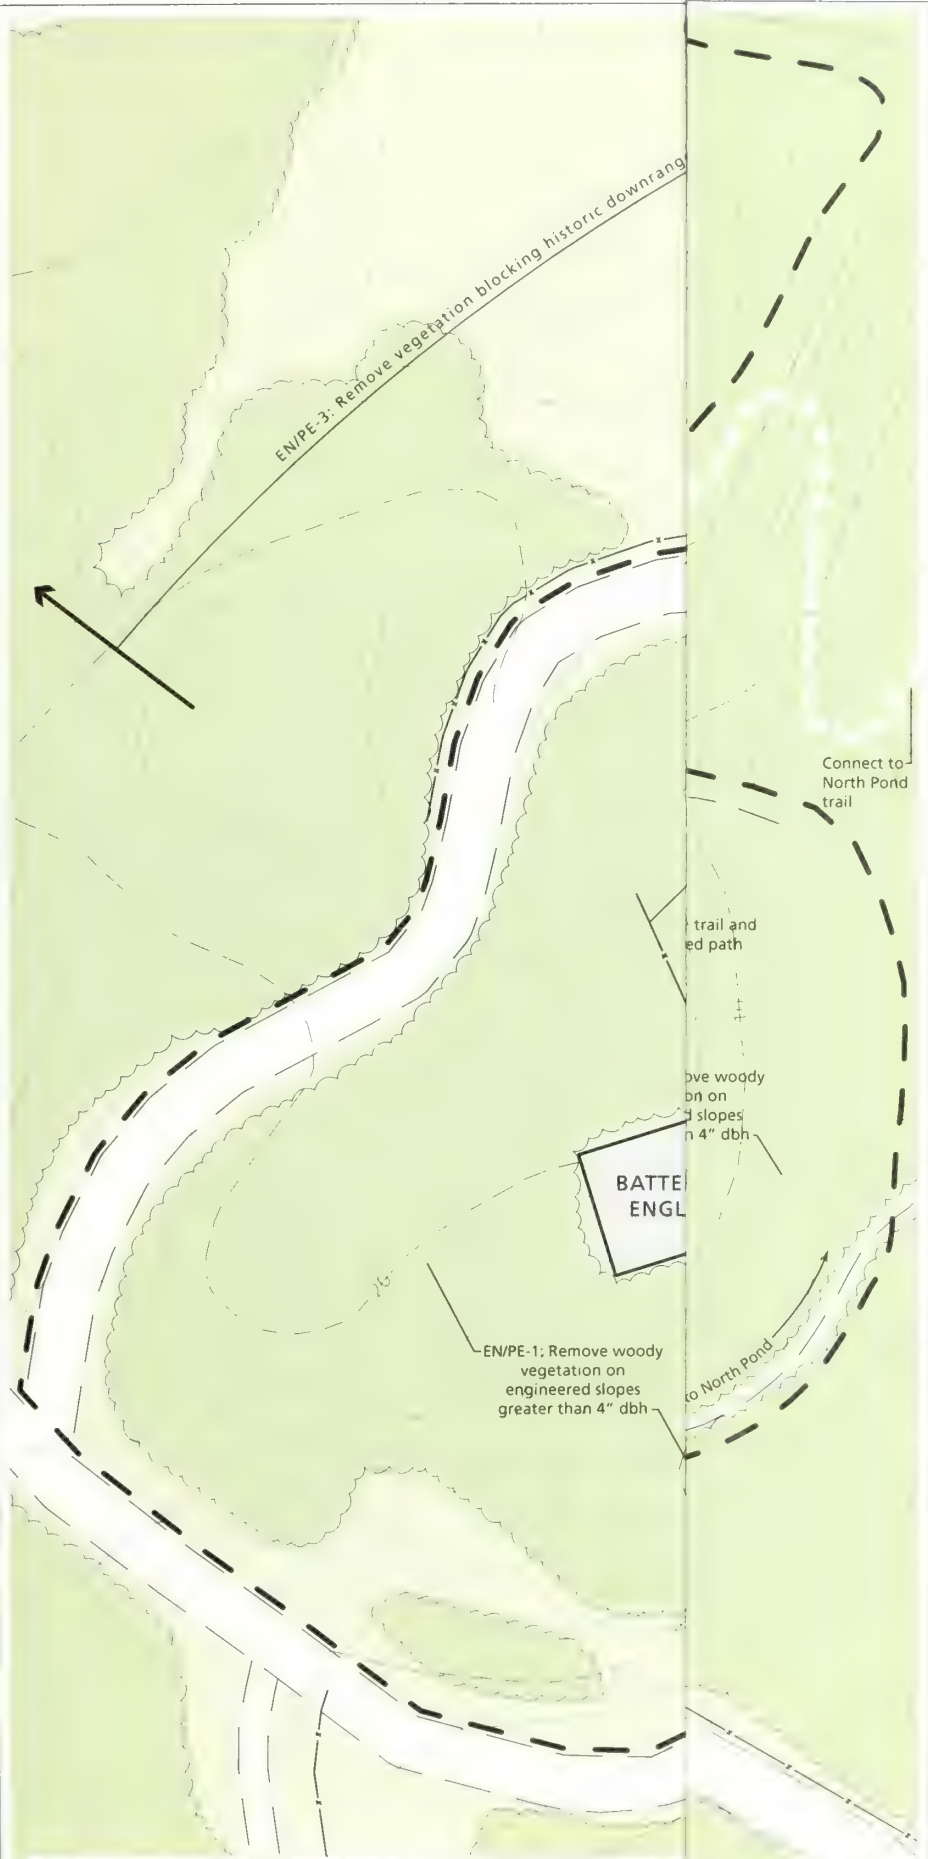 EN/PE-3: Remove vegetation blocking historic downrang
Connect to
North Pond
trail
trail and
ed path
ove woody
on on
d slopes
n 4" dbh
BATTE
ENGL
EN/PE-1: Remove woody
vegetation on
engineered slopes
greater than 4" dbh
to North Pond